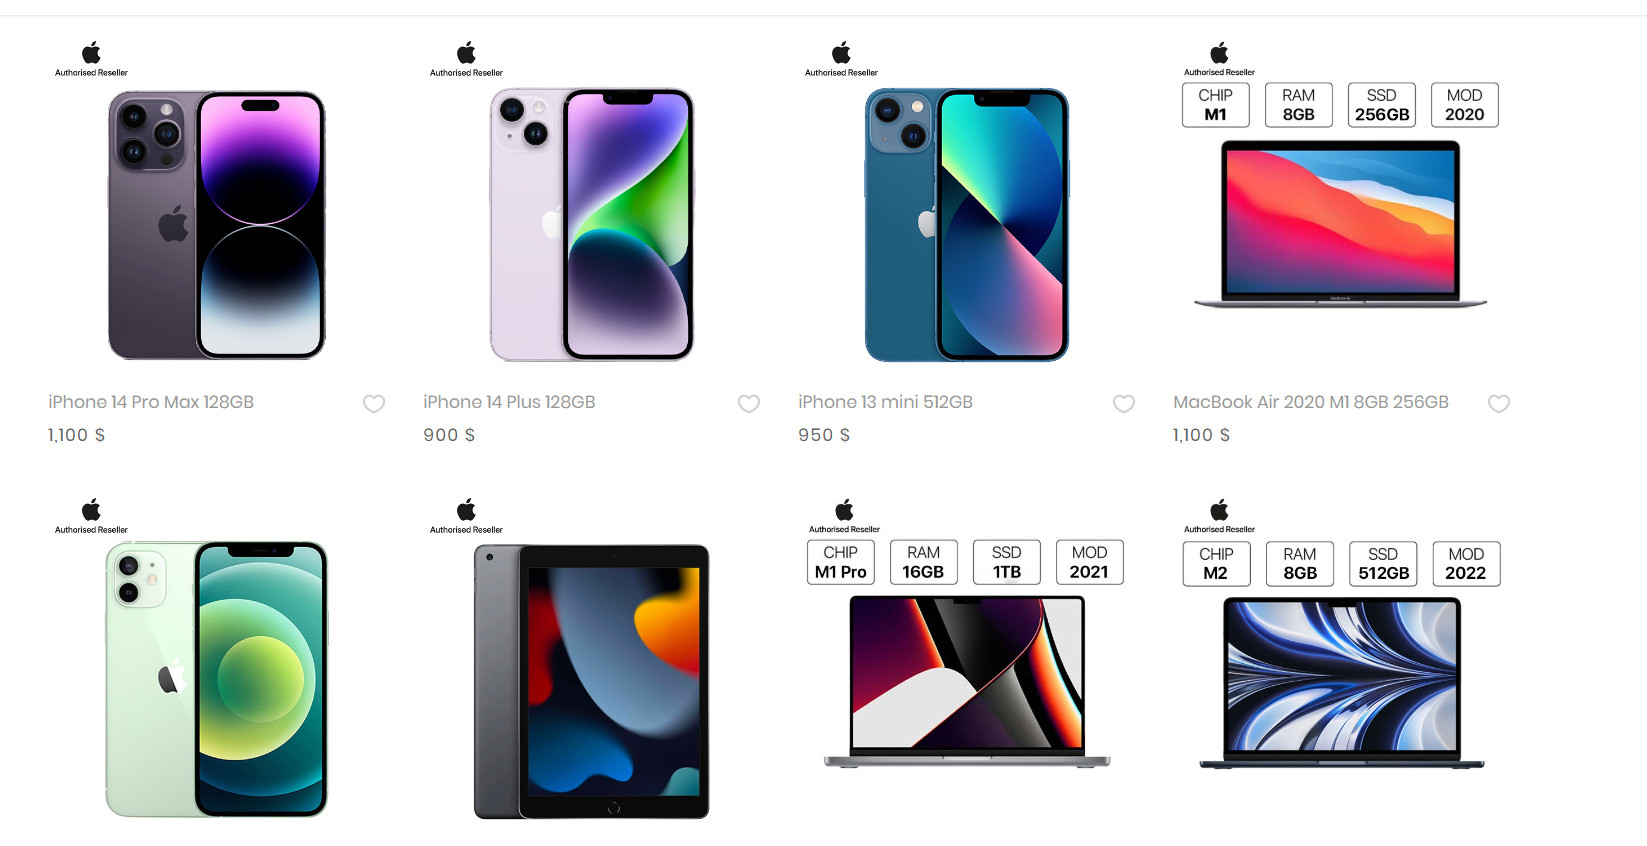 Authorised Reseller
Authorised Reseller
Authorised Reseller
Authorised Reseller
CHIP M1
RAM 8GB
SSD 256GB
MOD 2020
MacBook Air
iPhone 14 Pro Max 128GB
1,100 $
iPhone 14 Plus 128GB
900 $
iPhone 13 mini 512GB
950 $
MacBook Air 2020 M1 8GB 256GB
1,100 $
Authorised Reseller
Authorised Reseller
Authorised Reseller
CHIP M1 Pro
RAM 16GB
SSD 1TB
MOD 2021
Authorised Reseller
CHIP M2
RAM 8GB
SSD 512GB
MOD 2022